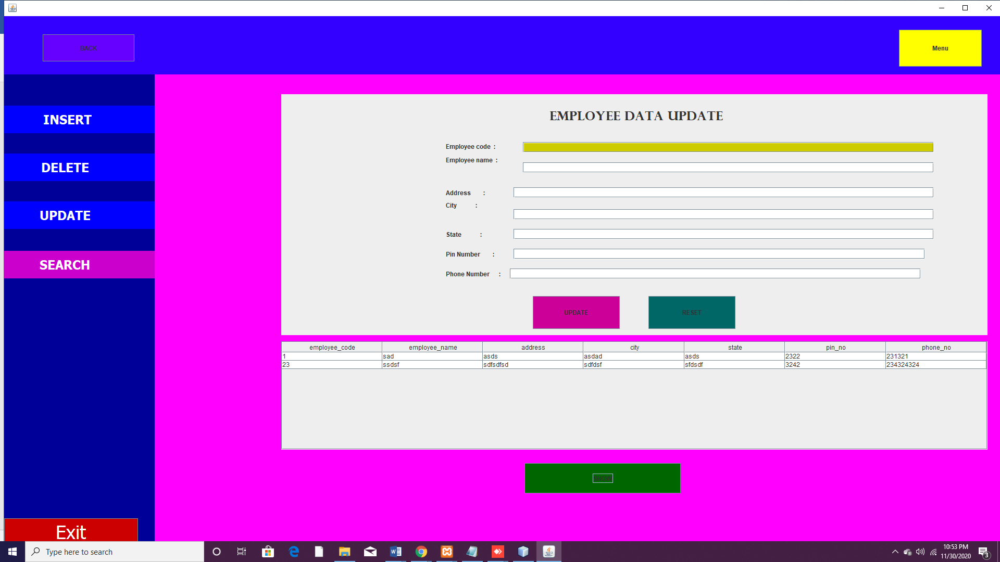 BACK
Menu
INSERT
DELETE
UPDATE
SEARCH
Exit
EMPLOYEE DATA UPDATE
Employee code :
Employee name :
Address :
City :
State :
Pin Number :
Phone Number :
UPDATE RESET
employee_code employee_name address city state pin_no phone_no
1 sad asds asdad asds 2322 231321
23 ssdsf sdfsdfsd sdfdsf sfdsdf 3242 234324324
SHOW
Type here to search
10:53 PM
11/30/2020
3